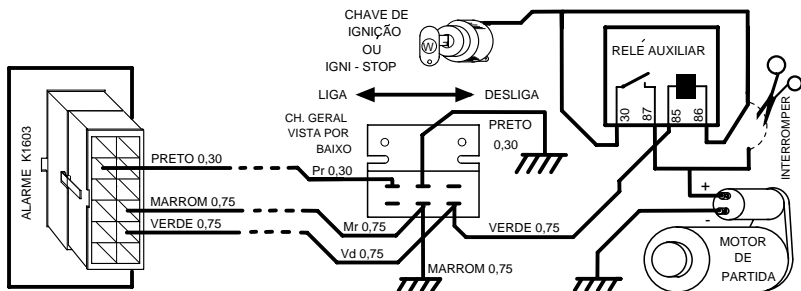 CHAVE DE
IGNIÇÃO
OU
IGNI - STOP
W
RELÉ AUXILIAR
LIGA
DESLIGA
30
87
85
86
INTERROMPER
CH. GERAL
VISTA POR
BAIXO
PRETO
0,30
ALARME K1603
PRETO 0,30
Pr 0,30
MARROM 0,75
VERDE 0,75
Mr 0,75
Vd 0,75
VERDE 0,75
MARROM 0,75
+
-
MOTOR
DE
PARTIDA